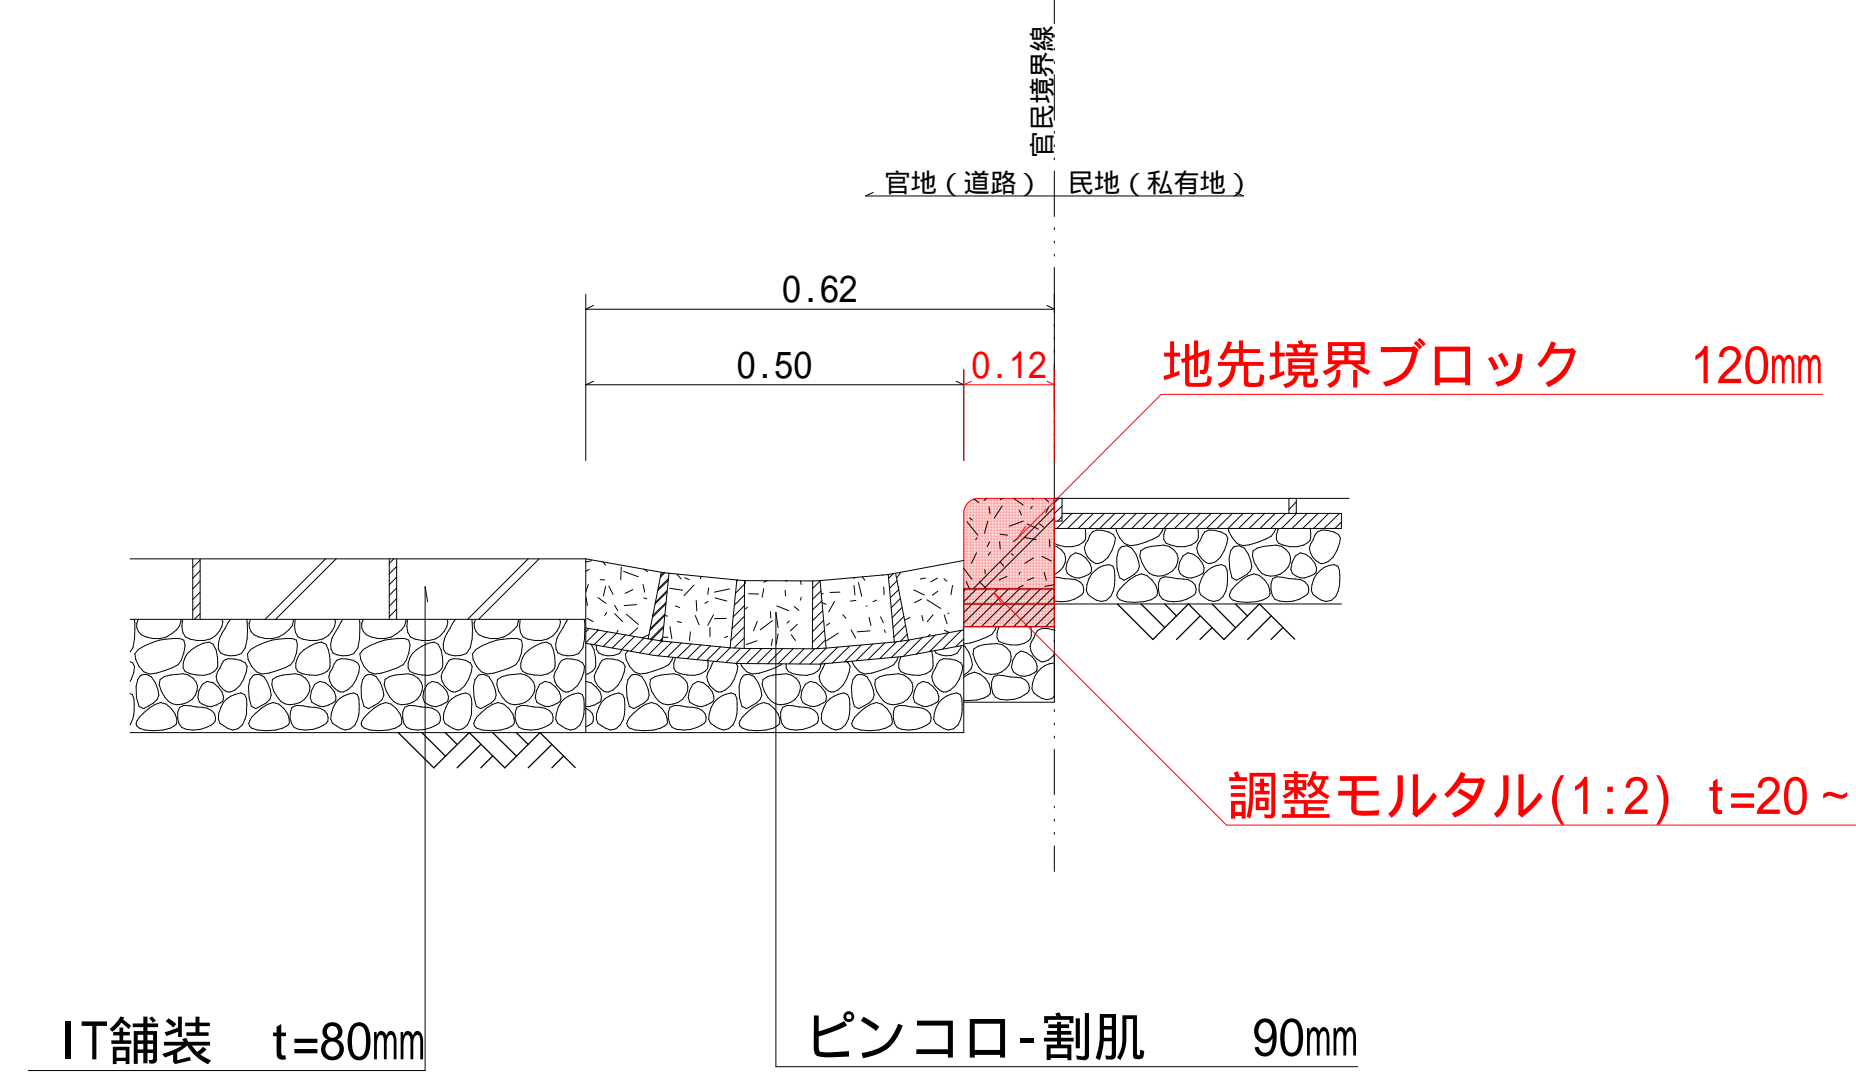 官民境界線
官地（道路） 民地（私有地）
0.62
0.50 0.12
地先境界ブロック 120mm
調整モルタル(1:2) t=20～
IT舗装 t=80mm
ピンコロ-割肌 90mm